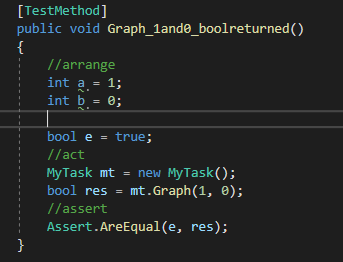 [TestMethod]
public void Graph_1and0_boolreturned()
{
//arrange
int a = 1;
int b = 0;
bool e = true;
//act
MyTask mt = new MyTask();
bool res = mt.Graph(1, 0);
//assert
Assert.AreEqual(e, res);
}